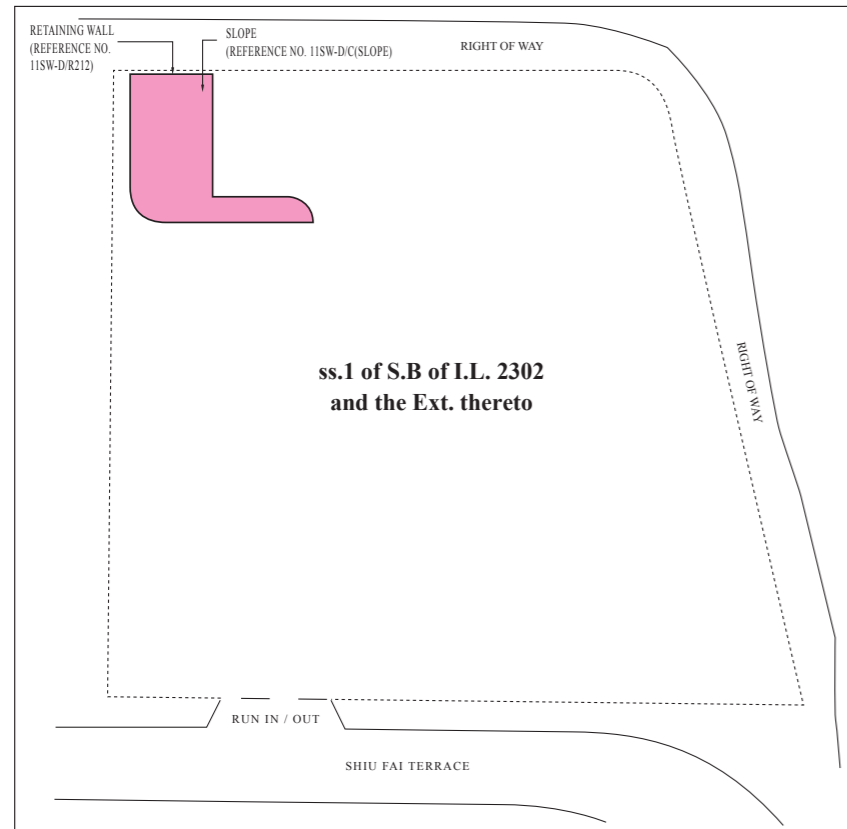 RETAINING WALL
(REFERENCE NO.
11SW-D/R212)
SLOPE
(REFERENCE NO. 11SW-D/C(SLOPE)
RIGHT OF WAY
RIGHT OF WAY
ss.1 of S.B of I.L. 2302
and the Ext. thereto
RUN IN / OUT
SHIU FAI TERRACE